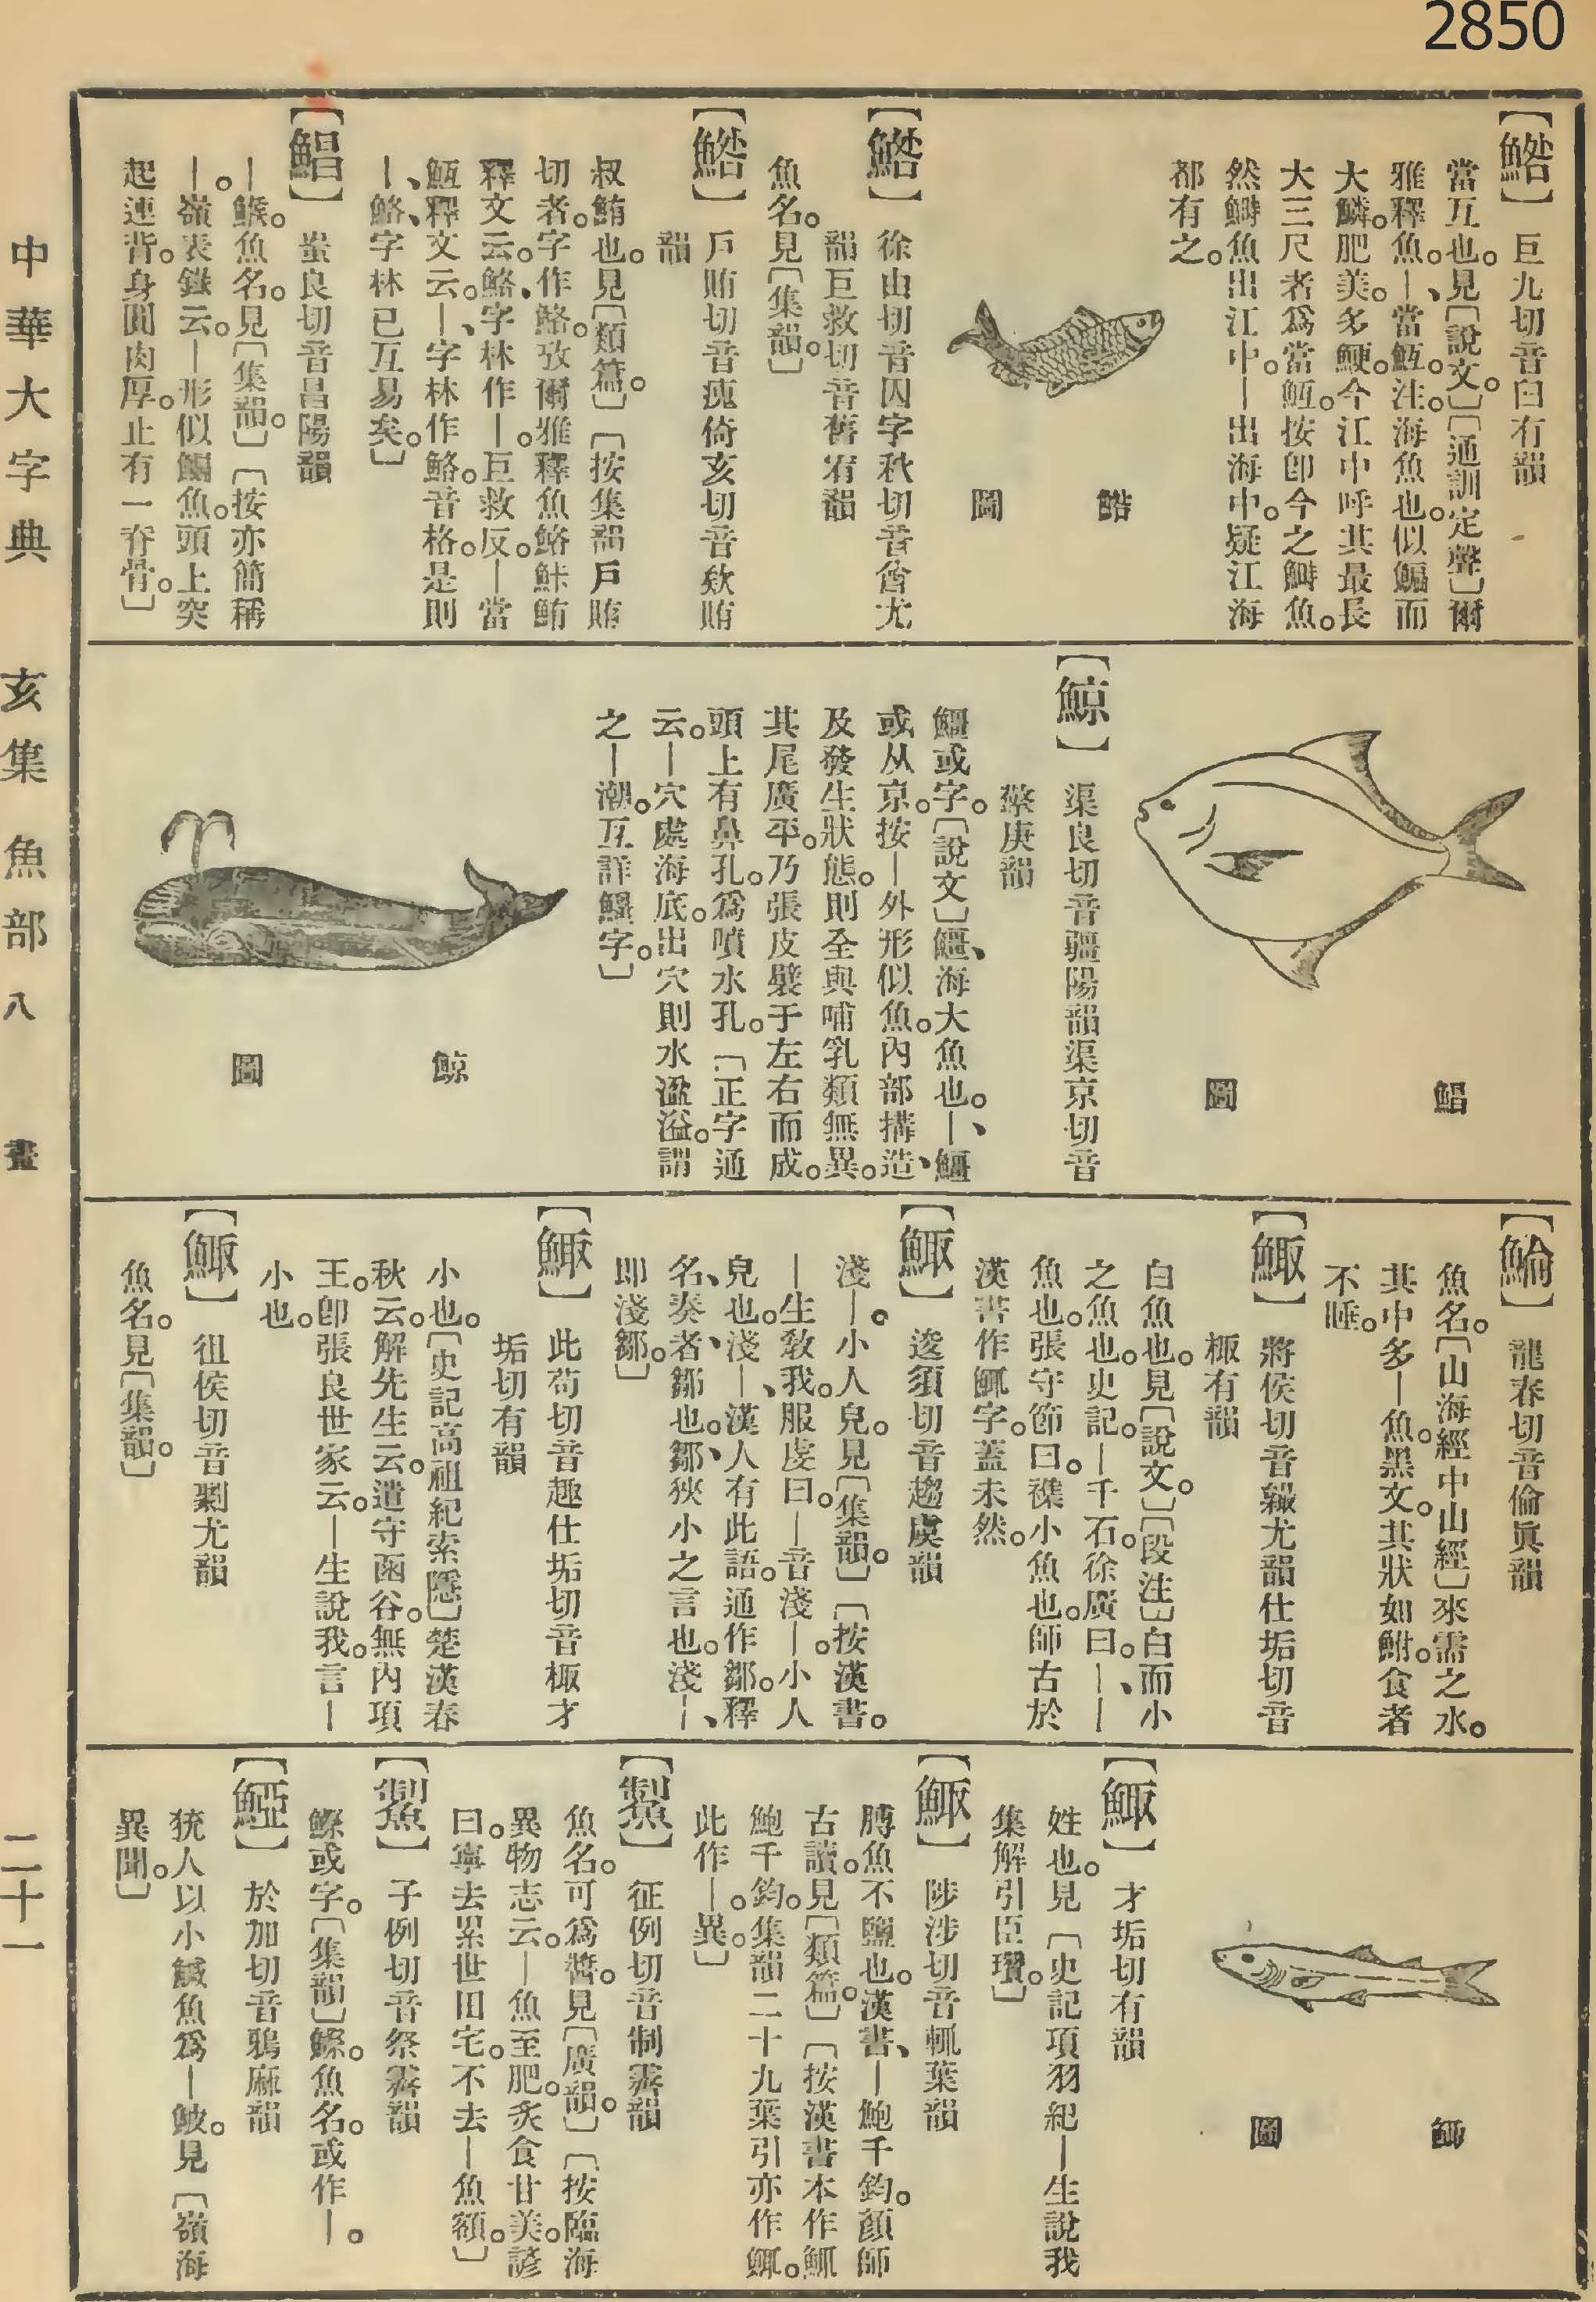 2850
【鯦】巨九切音臼有韻
當互也。見[說文。][通訓定聲]爾
雅釋魚。—、當魱。注。海魚也。似鯿而
大鱗。肥美。多鯁。今江中呼其最長
大三尺者爲當魱。按卽今之鰣魚。
然鰣魚出江中。—出海中。疑江海
都有之。
鯦
圖
【鯦】徐由切音囚字秋切音酋尤
韻巨救切音舊宥韻
魚名。見[集韻。]
【鯦】戶賄切音瘣倚亥切音欸賄
韻
叔鮪也。見[類篇。][按集韻戶賄
切者。字作鮥。攷爾雅釋魚鮥鮛鮪
釋文云。鮥、字林作—。巨救反。—當
魱釋文云。—、字林作鮥。音格。是則
—、鮥、字林已互易矣。]
【鯧】蚩良切音昌陽韻
—鯸。魚名。見[集韻。][按亦簡稱
—。嶺表錄云。—形似鯿魚。頭上突
起連背。身圓肉厚。止有一脊骨。]
鯧
圖
【鯨】渠良切音疆陽韻渠京切音
檠庚韻
鱷或字。[說文]鱷、海大魚也。—、鱷
或从京。按—外形似魚。內部搆造、
及發生狀態。則全與哺乳類無異。
其尾廣平。乃張皮襞于左右而成。
頭上有鼻孔。爲噴水孔。[正字通
云。—穴處海底。出穴則水溢。謂
之—潮。互詳鱷字。]
鯨
圖
【鯩】龍春切音倫眞韻
魚名。[山海經中山經]來需之水。
其中多—魚。黑文。其狀如鮒。食者
不睡。
【鯫】將侯切音緅尤韻仕垢切音
棷有韻
白魚也。見[說文。][段注]白而小
之魚也。史記。—千石。徐廣曰。—、—
魚也。張守節曰。襍小魚也。師古於
漢書作鮿字。蓋未然。
【鯫】逡須切音趨虞韻
淺—。小人皃。見[集韻。][按漢書。
—生敎我。服虔曰。—音淺—。小人
皃也。淺—、漢人有此語。通作鄒。釋
名、奏者、鄒也。鄒、狹小之言也。淺—、
卽淺鄒。]
【鯫】此苟切音趣仕垢切音棷才
垢切有韻
小也。[史記高祖紀索隱]楚漢春
秋云。解先生云。遣守函谷。無內項
王。卽張良世家云。—生說我。言—
小也。
【鯫】徂侯切音剿尤韻
魚名。見[集韻。]
鯫
圖
【鯫】才垢切有韻
姓也。見[史記項羽紀—生說我
集解引臣瓚。]
【鯫】陟涉切音輒葉韻
膊魚不鹽也。漢書、—鮑千鈞。顏師
古讀。見[類篇。][按漢書本作鮿
鮑千鈞。集韻二十九葉引亦作鮿。
此作—。異。]
【鯯】征例切音制霽韻
魚名。可爲醬。見[廣韻。][按臨海
異物志云。—魚至肥。炙食甘美。諺
曰。寧去累世田宅。不去—魚額。]
【鯯】子例切音祭霽韻
鰶或字。[集韻]鰶。魚名。或作—。
【䱁】於加切音鴉麻韻
㺜人以小鹹魚爲—䱀。見[嶺海
異聞。]
中華大字典 亥集 魚部 八 畫 二十一